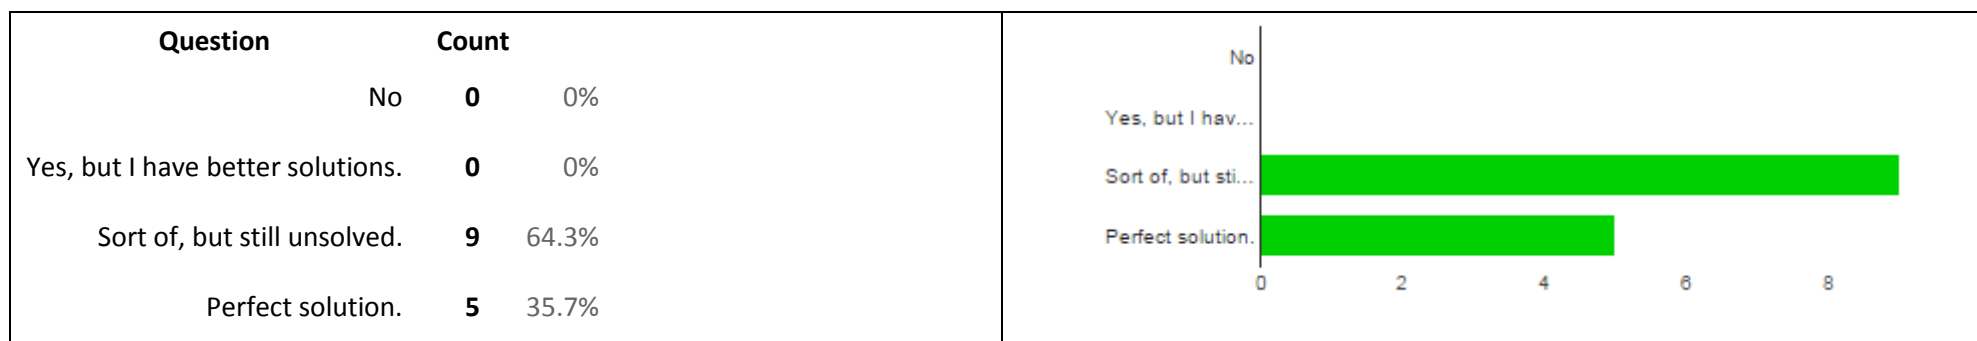 Question Count
No 0 0%
Yes, but I have better solutions. 0 0%
Sort of, but still unsolved. 9 64.3%
Perfect solution. 5 35.7%
No
Yes, but I hav...
Sort of, but sti...
Perfect solution.
0 2 4 6 8